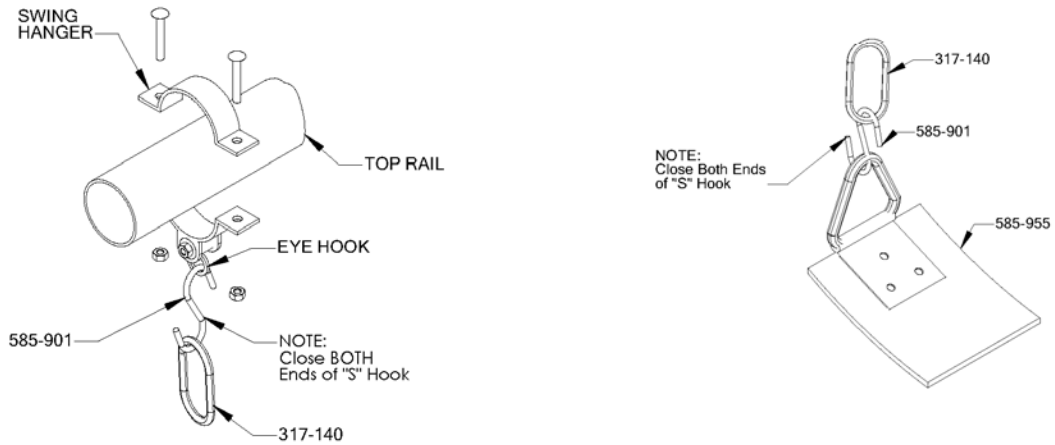 SWING
HANGER
TOP RAIL
EYE HOOK
585-901
NOTE:
Close BOTH
Ends of "S" Hook
317-140
317-140
585-901
NOTE:
Close Both Ends
of "S" Hook
585-955